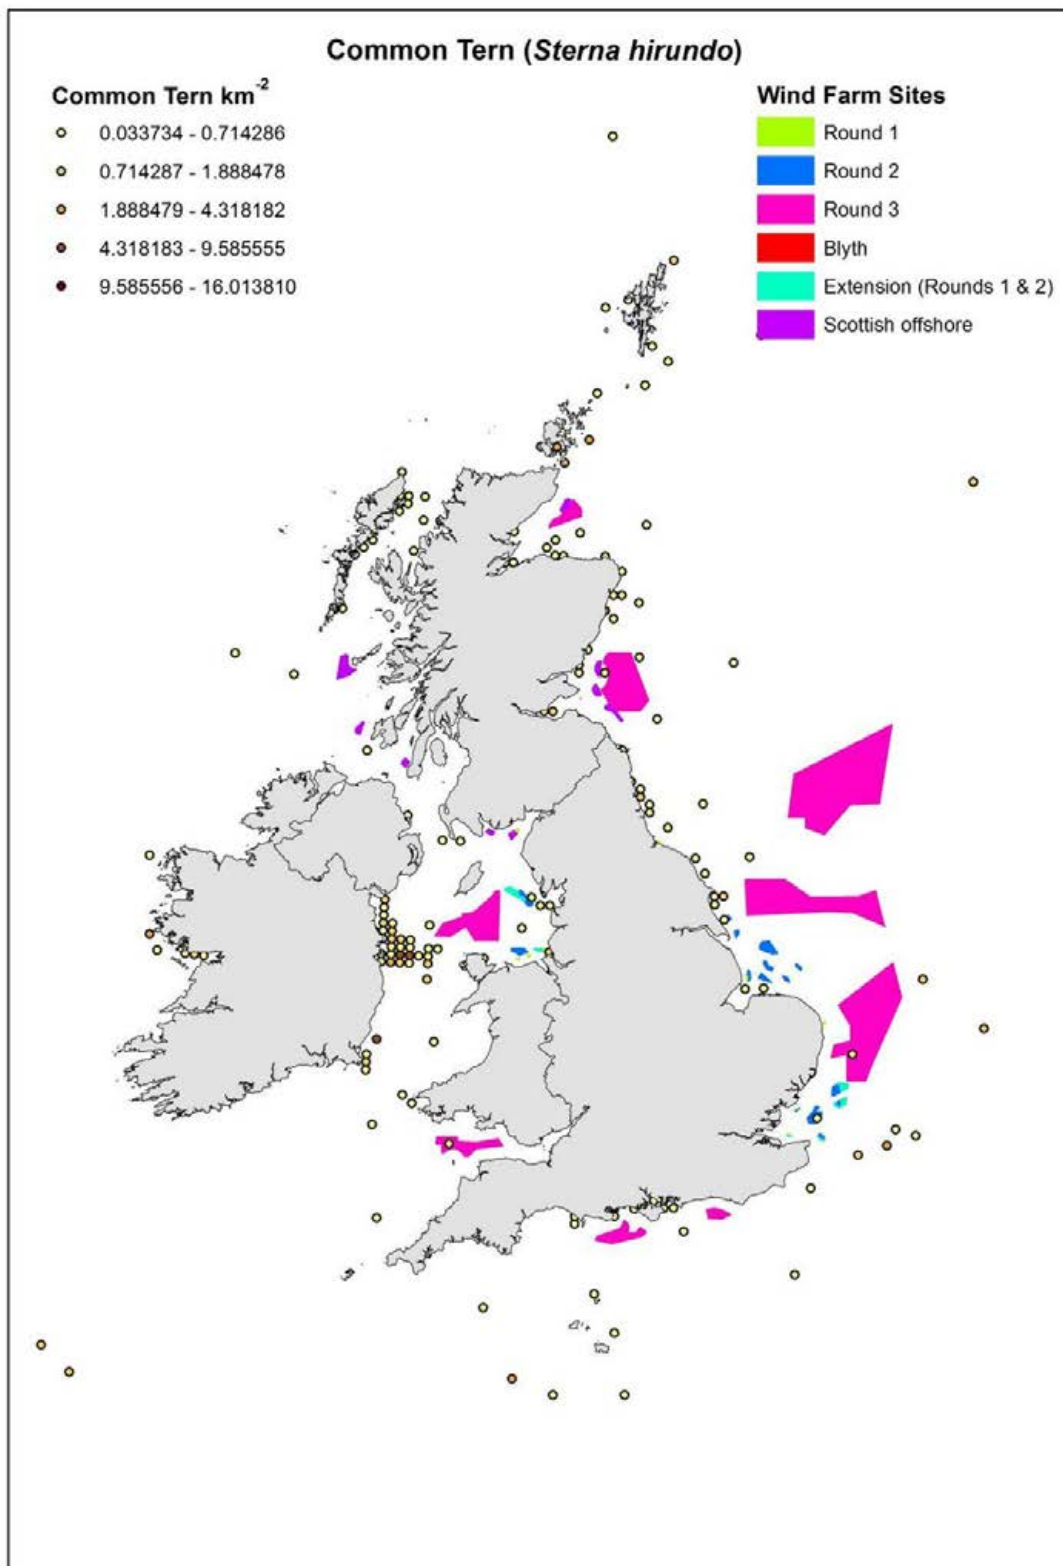 Common Tern (Sterna hirundo)
Common Tern km-2
0.033734 - 0.714286
0.714287 - 1.888478
1.888479 - 4.318182
4.318183 - 9.585555
9.585556 - 16.013810
Wind Farm Sites
Round 1
Round 2
Round 3
Blyth
Extension (Rounds 1 & 2)
Scottish offshore